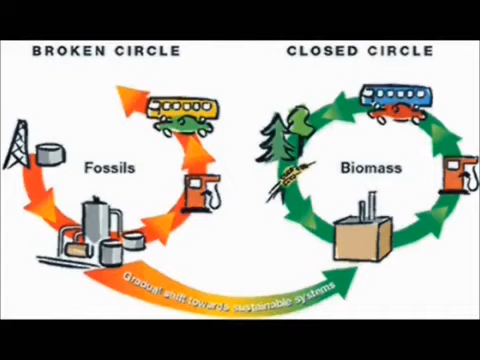 BROKEN CIRCLE
CLOSED CIRCLE
Fossils
Biomass
Gradual shift towards sustainable systems